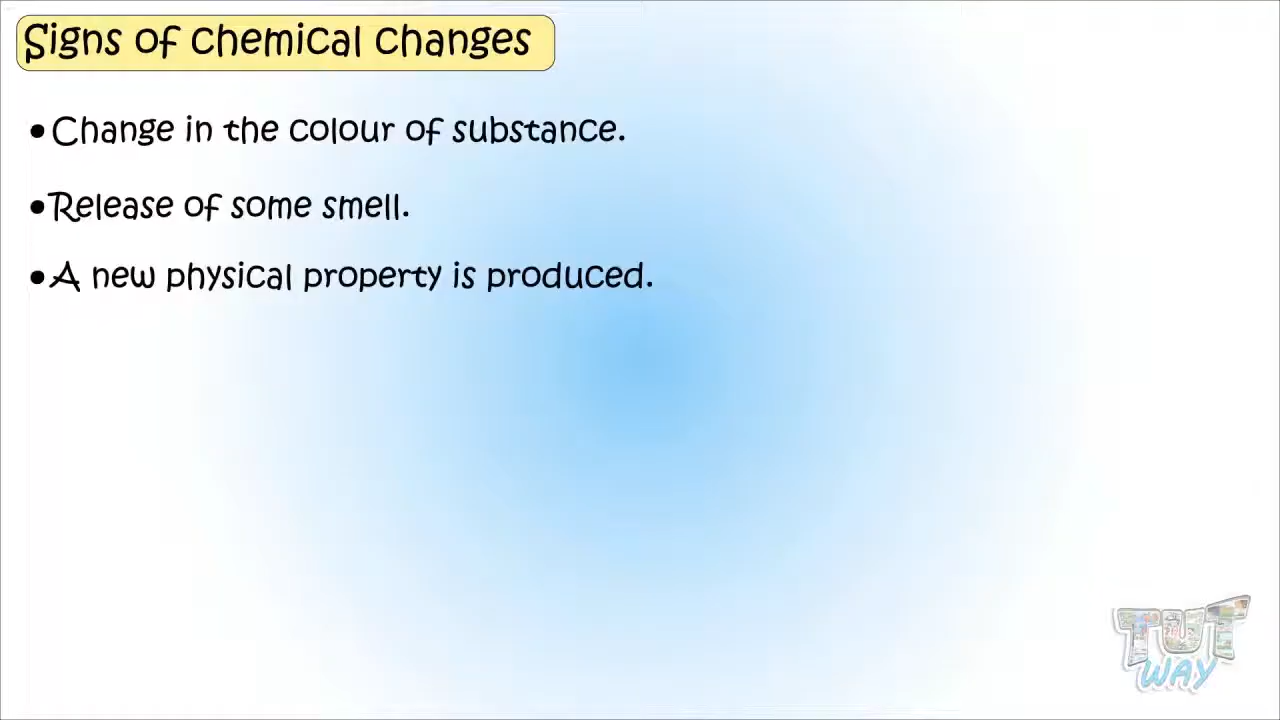 Signs of chemical changes
•Change in the colour of substance.
•Release of some smell.
•A new physical property is produced.
TUT
WAY